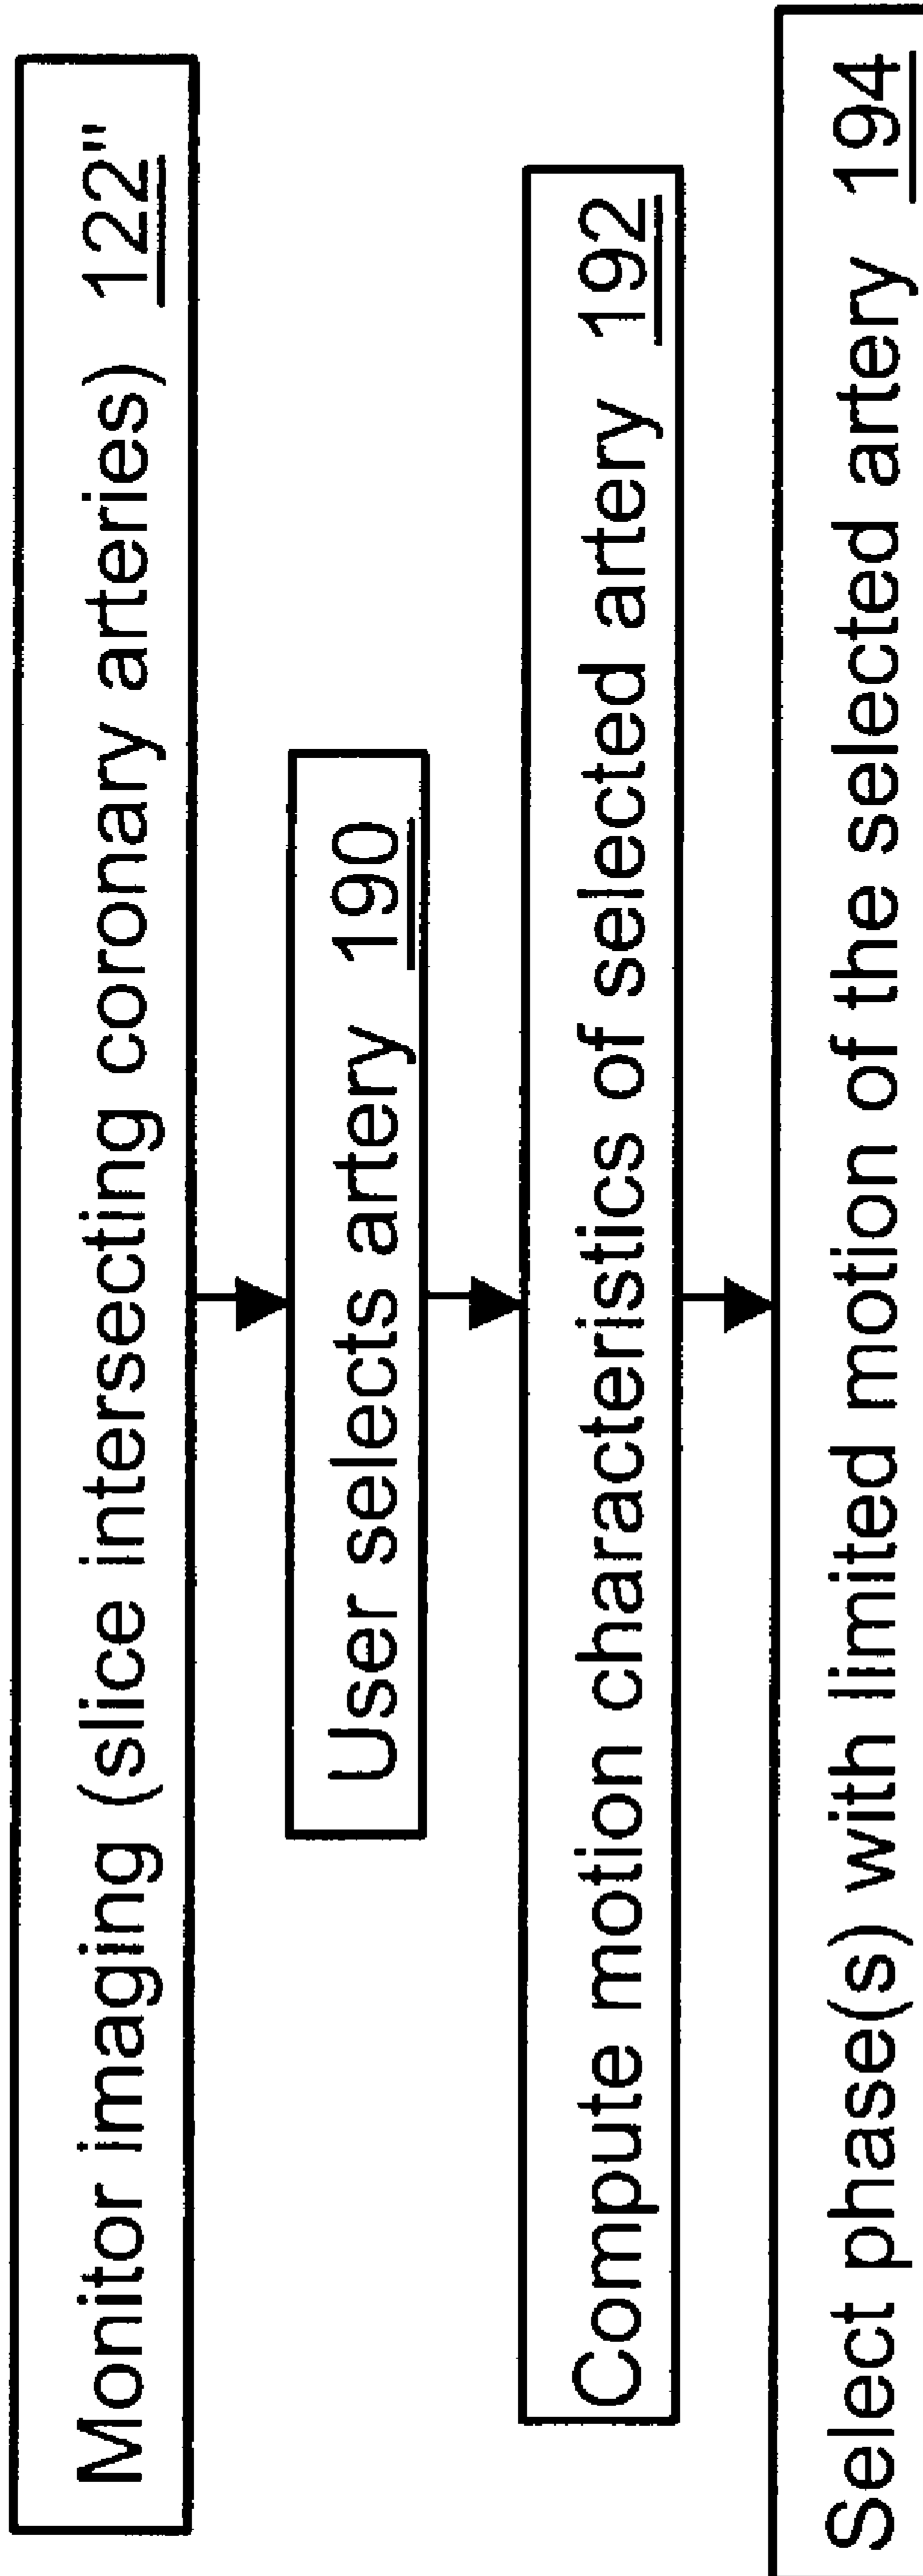 Monitor imaging (slice intersecting coronary arteries) 122"
User selects artery 190
Compute motion characteristics of selected artery 192
Select phase(s) with limited motion of the selected artery 194